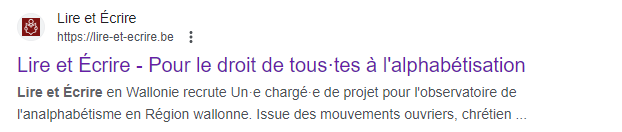 Lire et Écrire
https://lire-et-ecrire.be
Lire et Écrire - Pour le droit de tous·tes à l'alphabétisation
Lire et Écrire en Wallonie recrute Un·e chargé·e de projet pour l'observatoire de
l'analphabétisme en Région wallonne. Issue des mouvements ouvriers, chrétien ...